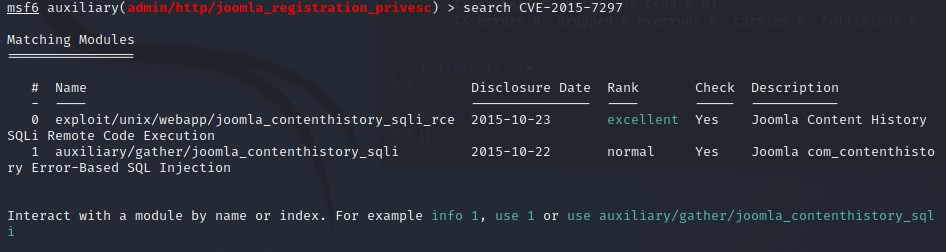 msf6 auxiliary(admin/http/joomla_registration_privesc) > search CVE-2015-7297
Matching Modules
================
#  Name  Disclosure Date  Rank  Check  Description
-  ----  ---------------  ----  -----  -----------
0  exploit/unix/webapp/joomla_contenthistory_sqli_rce  2015-10-23  excellent  Yes  Joomla Content History
SQLi Remote Code Execution
1  auxiliary/gather/joomla_contenthistory_sqli  2015-10-22  normal  Yes  Joomla com_contenthisto
ry Error-Based SQL Injection
Interact with a module by name or index. For example info 1, use 1 or use auxiliary/gather/joomla_contenthistory_sql
i